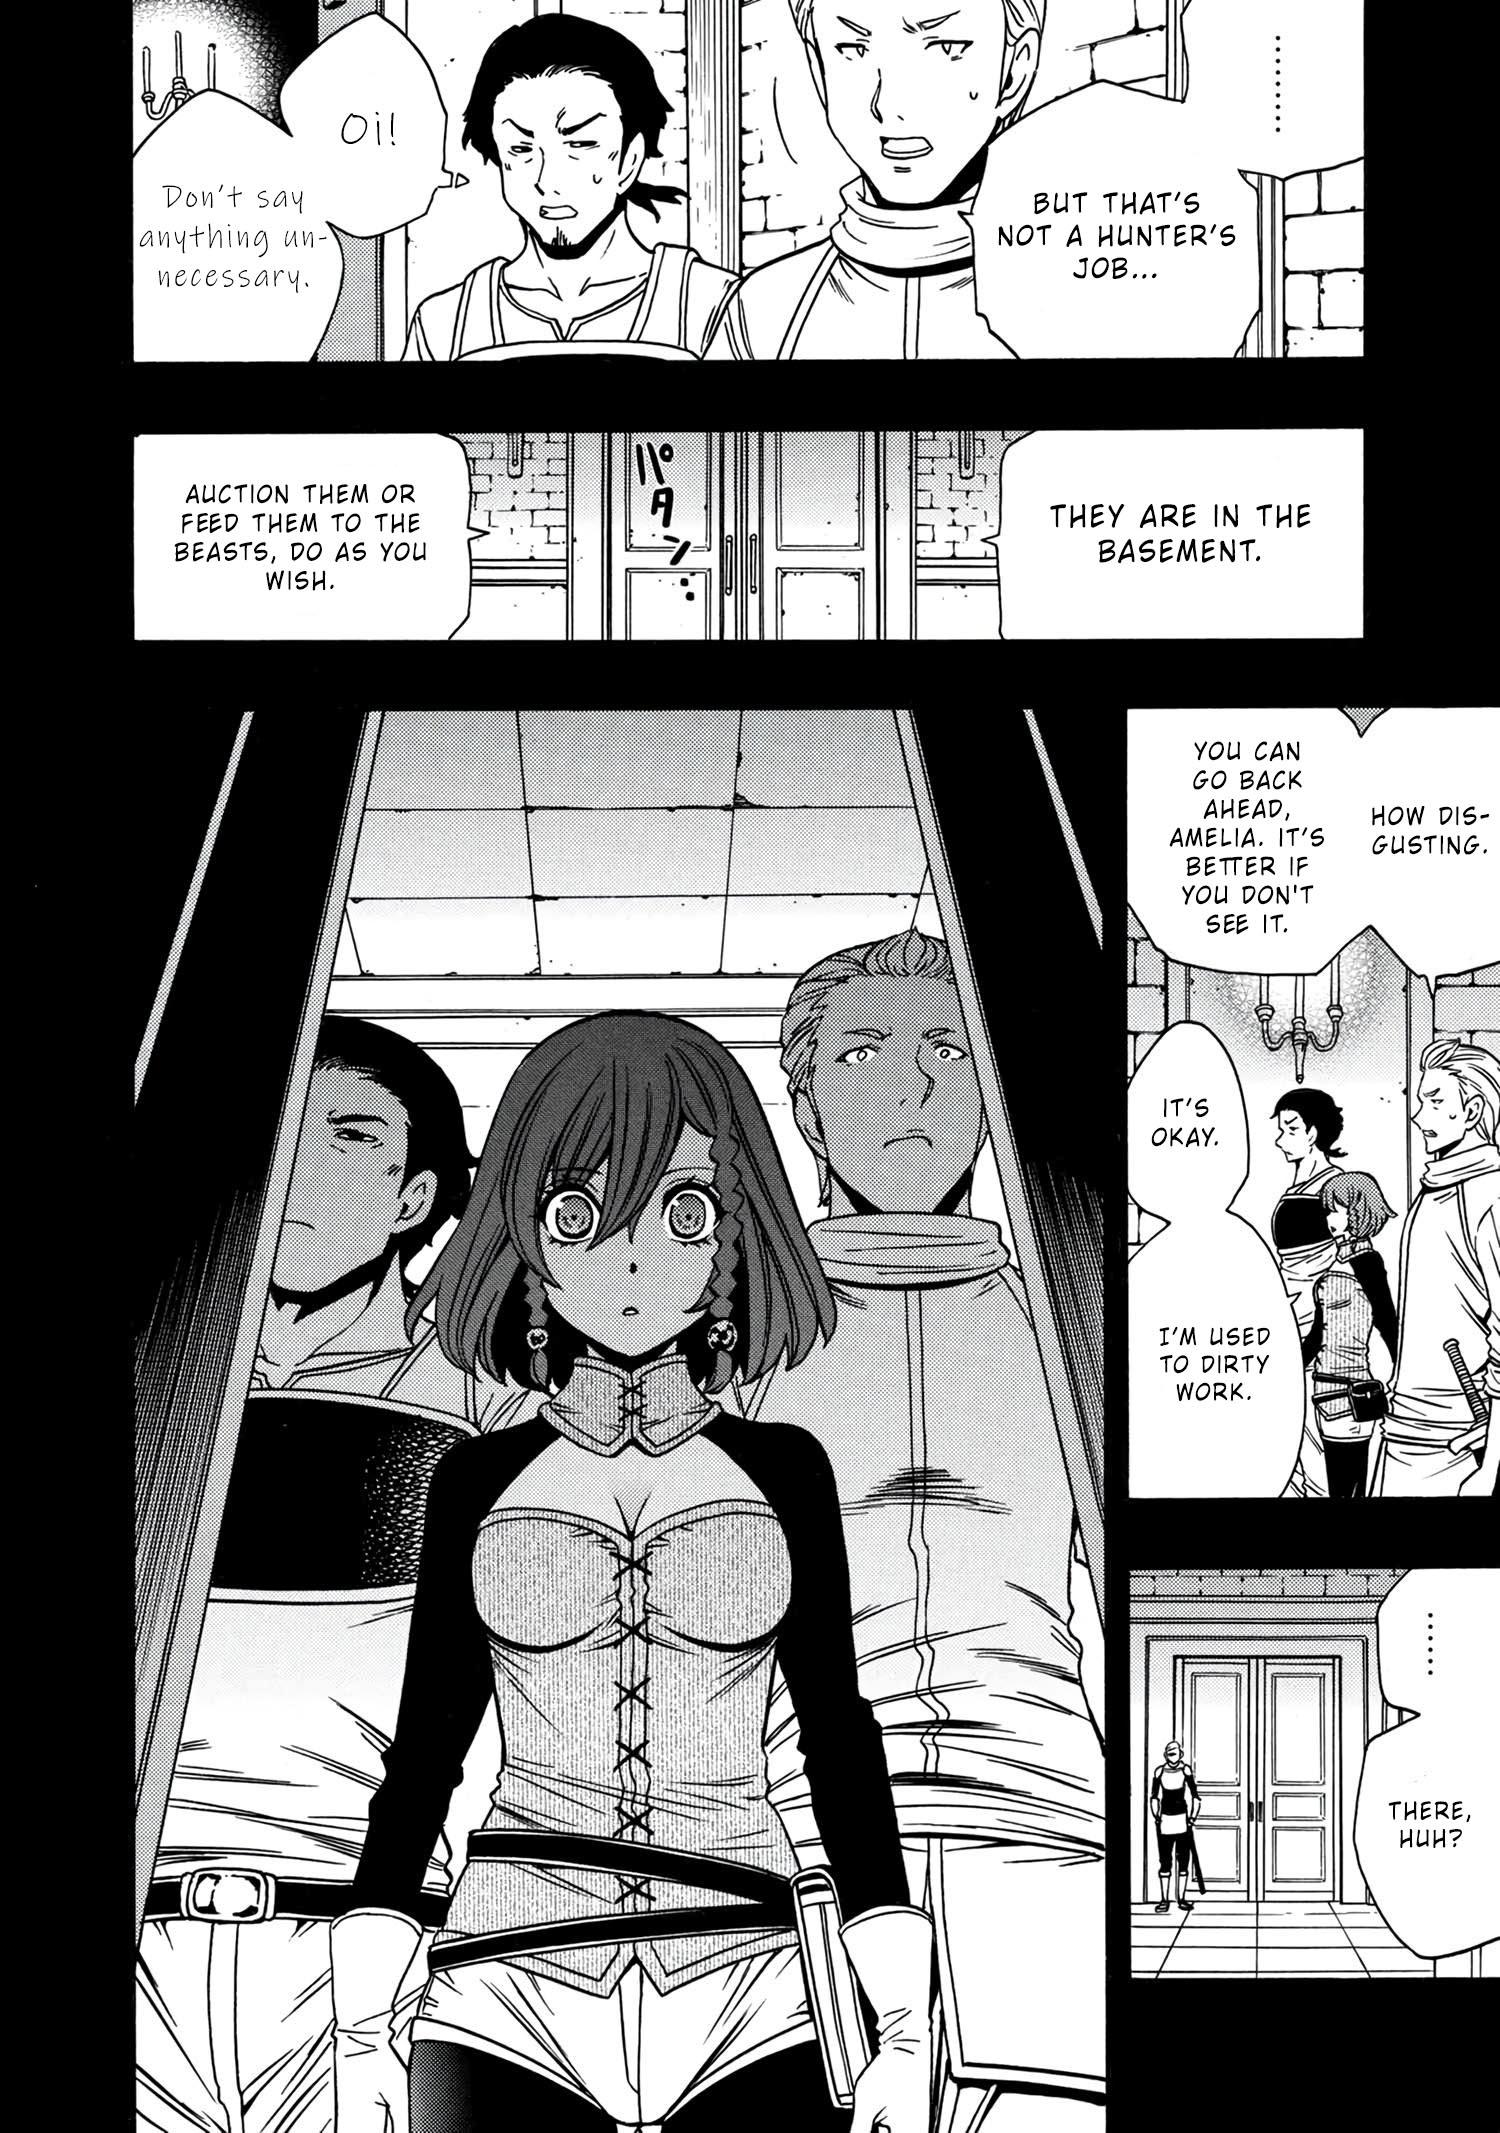 ......
BUT THAT'S
NOT A HUNTER'S
JOB...
Oi!
Don't say
anything un-
necessary.
THEY ARE IN THE
BASEMENT.
パタン...
AUCTION THEM OR
FEED THEM TO THE
BEASTS, DO AS YOU
WISH.
HOW DIS-
GUSTING.
YOU CAN
GO BACK
AHEAD,
AMELIA. IT'S
BETTER IF
YOU DON'T
SEE IT.
IT'S
OKAY.
I'M USED
TO DIRTY
WORK.
......
THERE,
HUH?